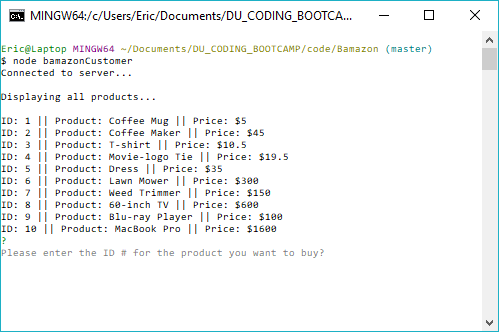 MINGW64:/c/Users/Eric/Documents/DU_CODING_BOOTCA...
Eric@Laptop MINGW64 ~/Documents/DU_CODING_BOOTCAMP/code/Bamazon (master)
$ node bamazonCustomer
Connected to server...
Displaying all products...
ID: 1 || Product: Coffee Mug || Price: $5
ID: 2 || Product: Coffee Maker || Price: $45
ID: 3 || Product: T-shirt || Price: $10.5
ID: 4 || Product: Movie-logo Tie || Price: $19.5
ID: 5 || Product: Dress || Price: $35
ID: 6 || Product: Lawn Mower || Price: $300
ID: 7 || Product: Weed Trimmer || Price: $150
ID: 8 || Product: 60-inch TV || Price: $600
ID: 9 || Product: Blu-ray Player || Price: $100
ID: 10 || Product: MacBook Pro || Price: $1600
?
Please enter the ID # for the product you want to buy?